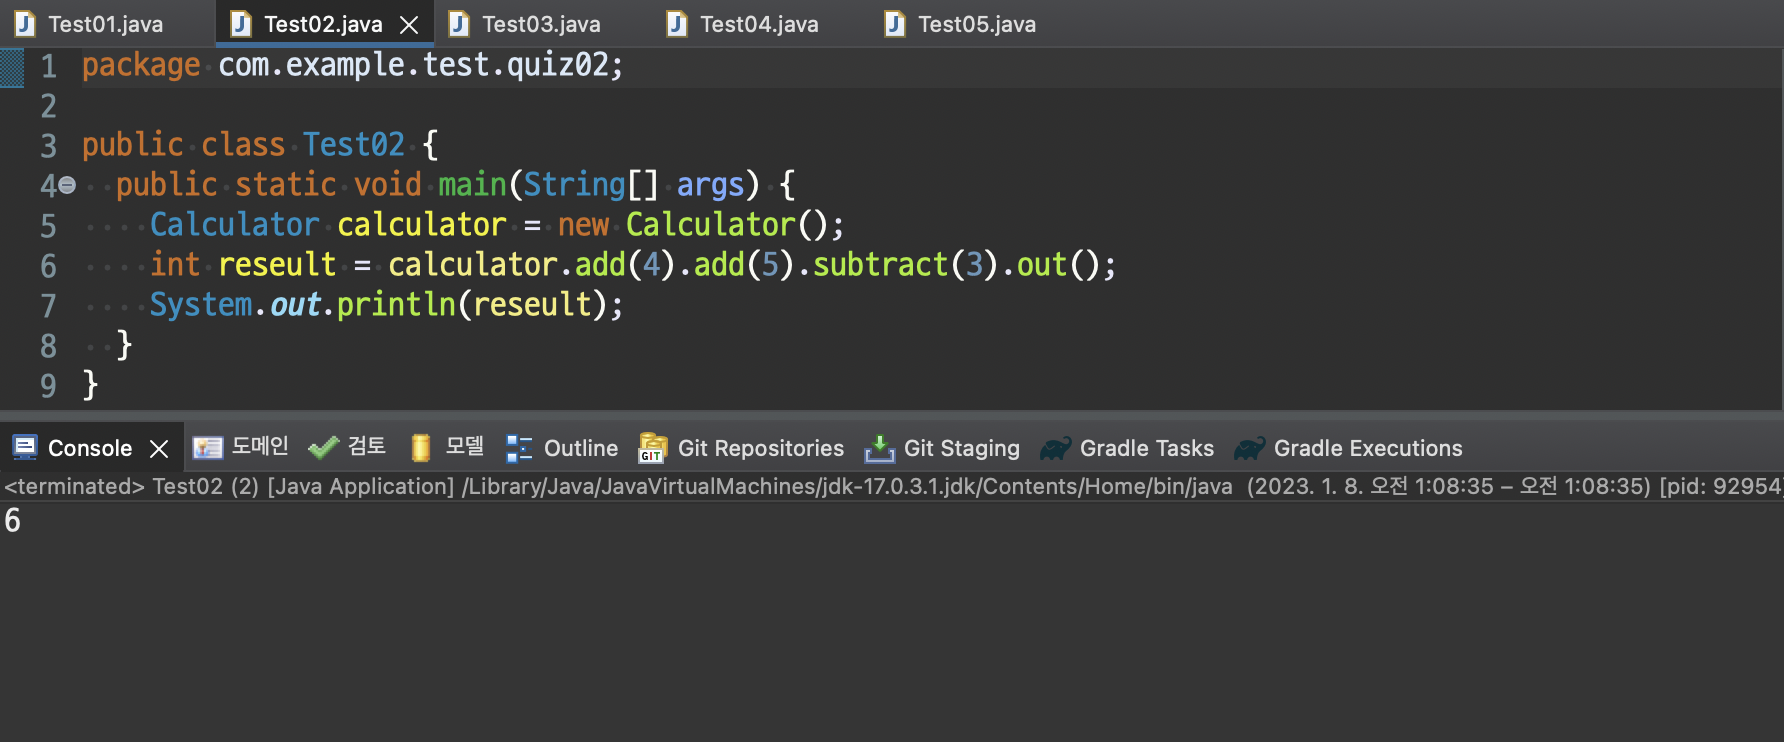 Test01.java Test02.java Test03.java Test04.java Test05.java
1 package com.example.test.quiz02;
2
3 public class Test02 {
4 public static void main(String[] args) {
5 Calculator calculator = new Calculator();
6 int reseult = calculator.add(4).add(5).subtract(3).out();
7 System.out.println(reseult);
8 }
9 }
Console 도메인 검토 모델 Outline Git Repositories Git Staging Gradle Tasks Gradle Executions
<terminated> Test02 (2) [Java Application] /Library/Java/JavaVirtualMachines/jdk-17.0.3.1.jdk/Contents/Home/bin/java (2023. 1. 8. 오전 1:08:35 – 오전 1:08:35) [pid: 92954]
6